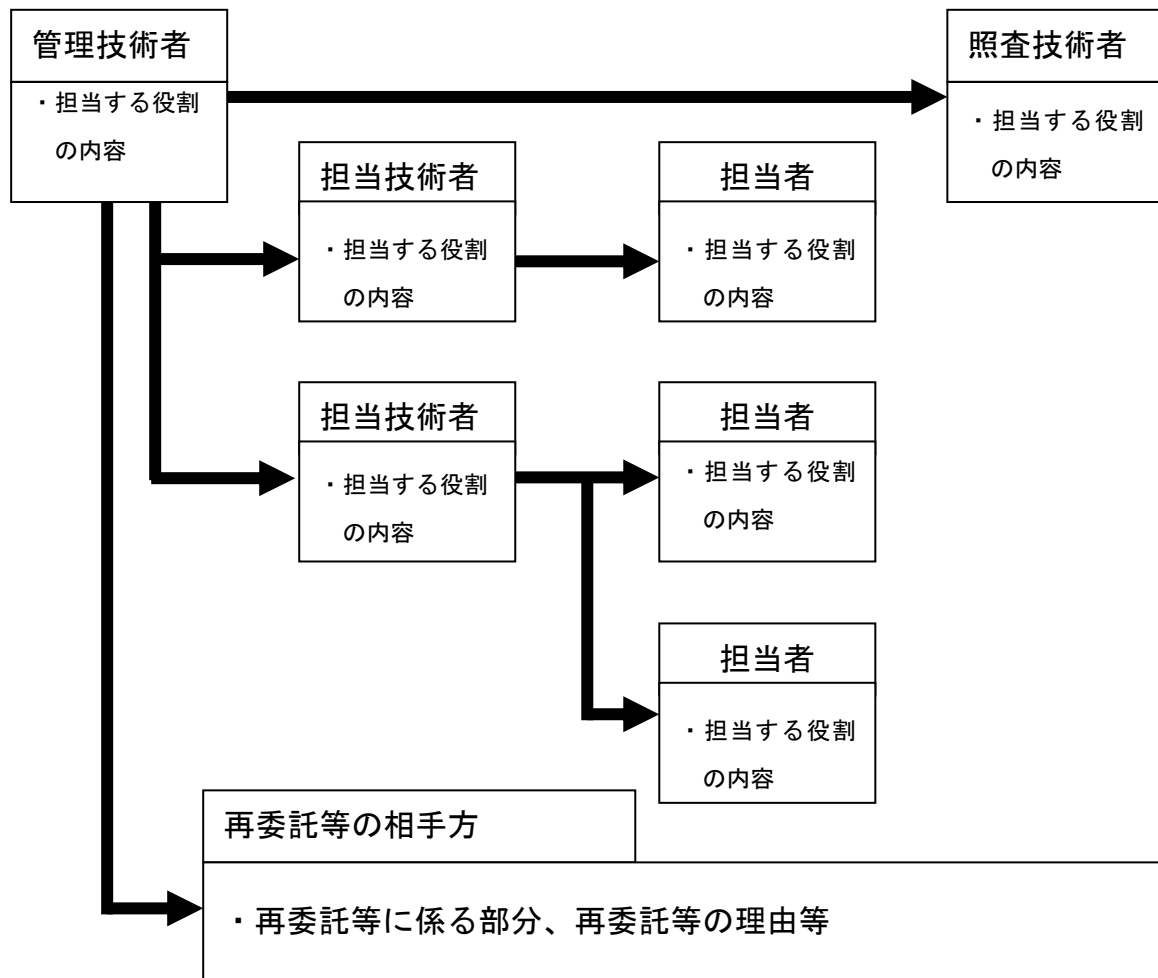 管理技術者
・担当する役割
の内容
照査技術者
・担当する役割
の内容
担当技術者
・担当する役割
の内容
担当者
・担当する役割
の内容
担当技術者
・担当する役割
の内容
担当者
・担当する役割
の内容
担当者
・担当する役割
の内容
再委託等の相手方
・再委託等に係る部分、再委託等の理由等